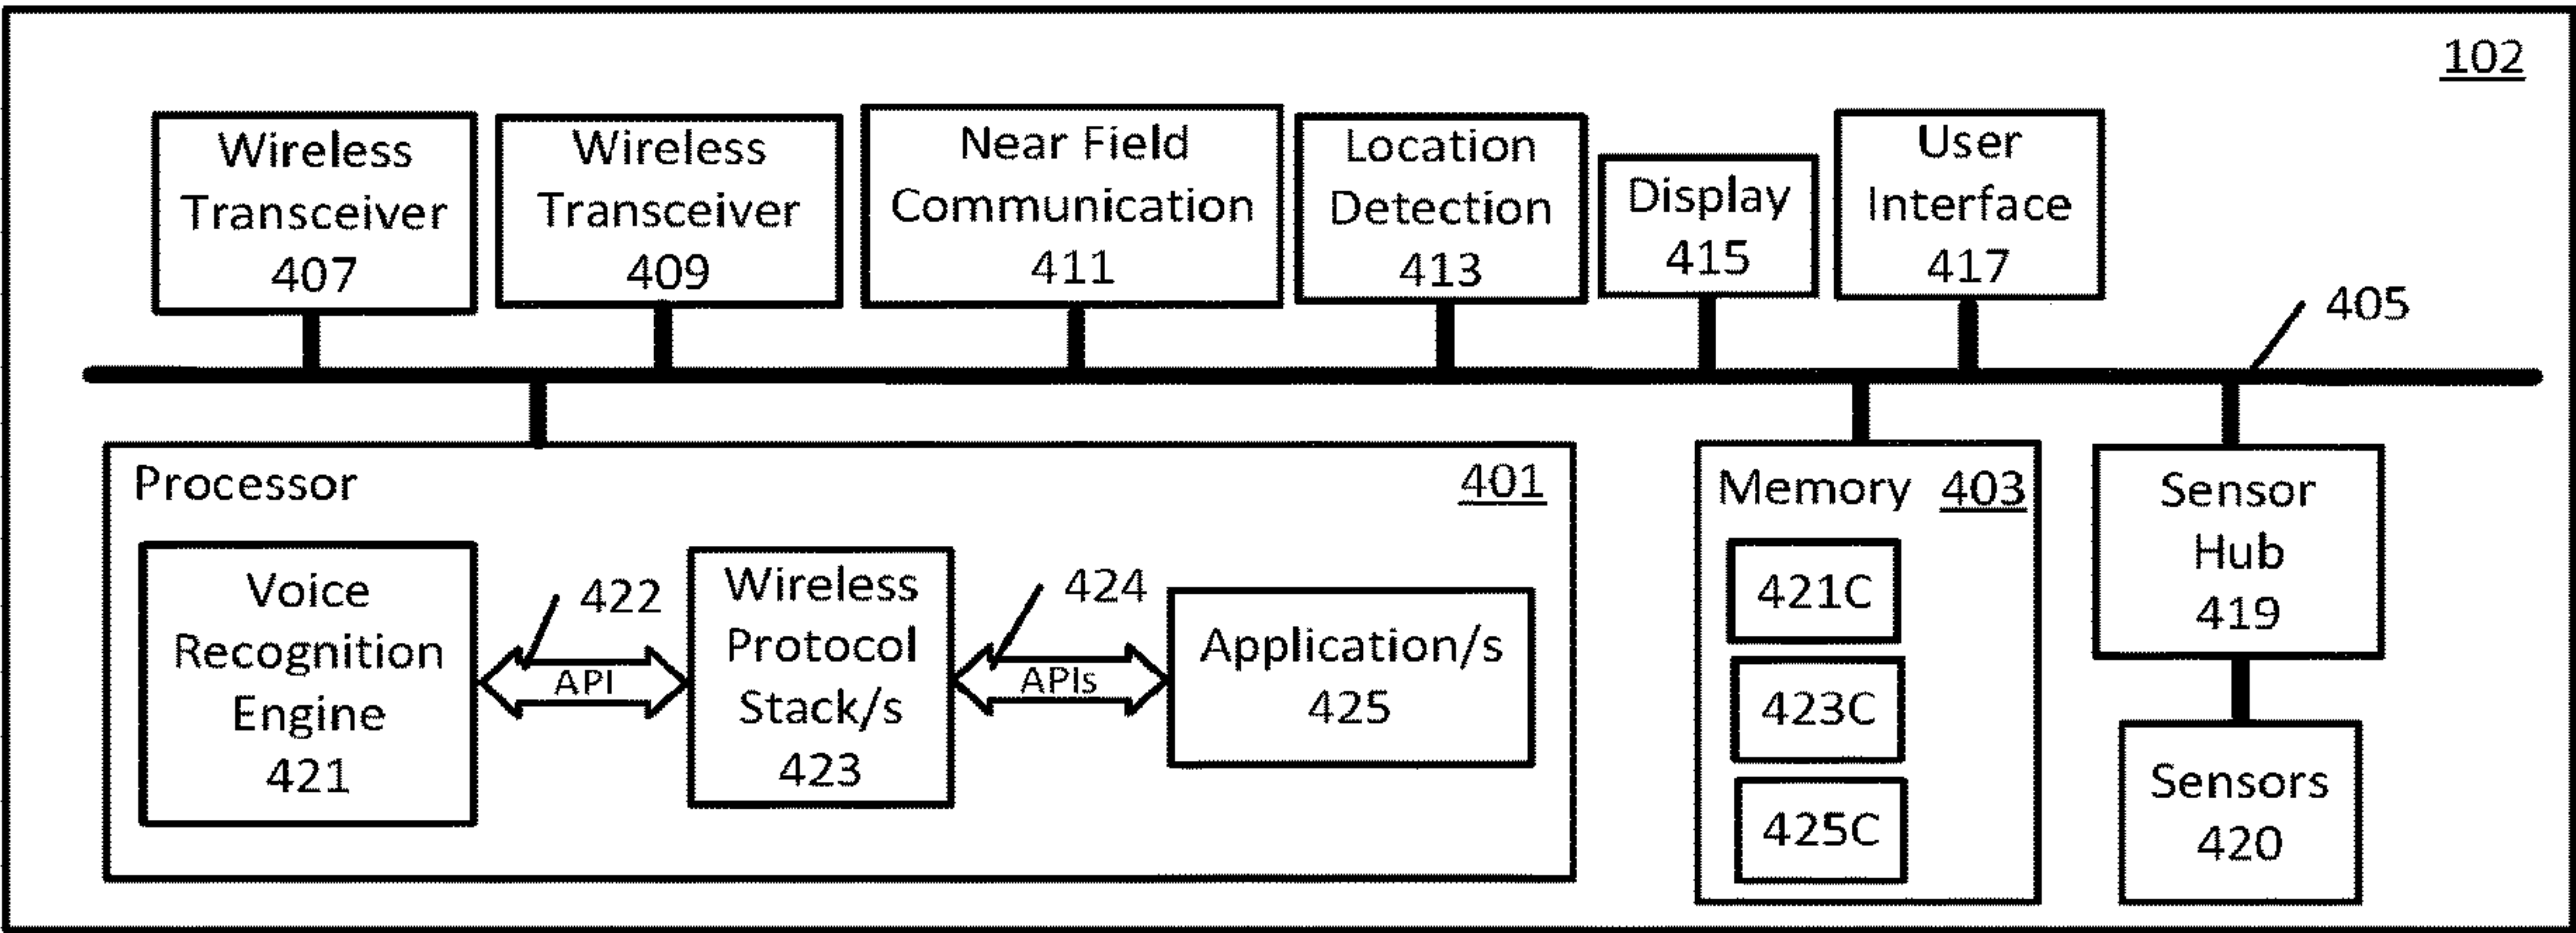 102
Wireless
Transceiver
407
Wireless
Transceiver
409
Near Field
Communication
411
Location
Detection
413
Display
415
User
Interface
417
405
Processor
401
Voice
Recognition
Engine
421
422
API
Wireless
Protocol
Stack/s
423
424
APIs
Application/s
425
Memory 403
421C
423C
425C
Sensor
Hub
419
Sensors
420